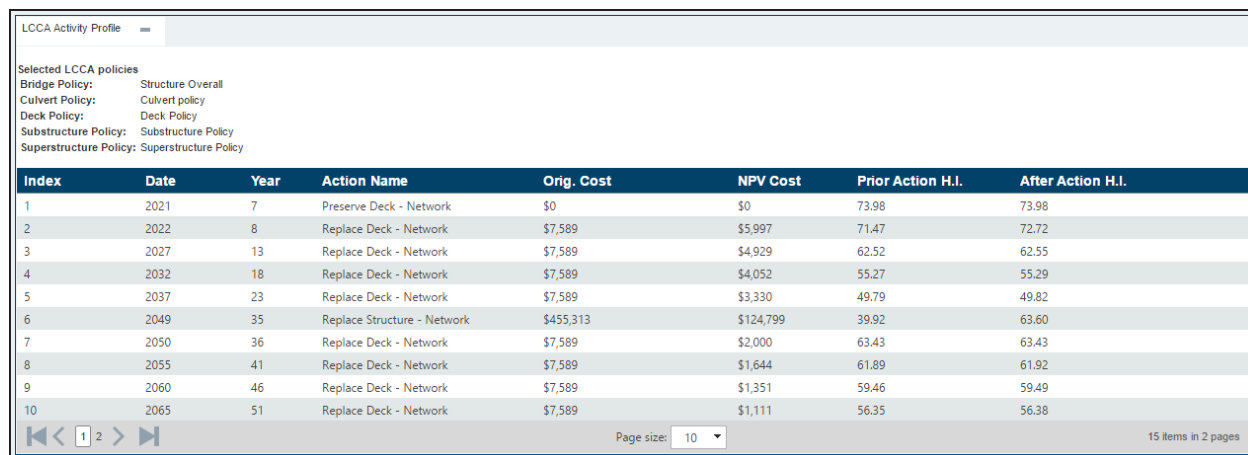 LCCA Activity Profile
Selected LCCA policies
Bridge Policy: Structure Overall
Culvert Policy: Culvert policy
Deck Policy: Deck Policy
Substructure Policy: Substructure Policy
Superstructure Policy: Superstructure Policy
Index Date Year Action Name Orig. Cost NPV Cost Prior Action H.I. After Action H.I.
1 2021 7 Preserve Deck - Network $0 $0 73.98 73.98
2 2022 8 Replace Deck - Network $7,589 $5,997 71.47 72.72
3 2027 13 Replace Deck - Network $7,589 $4,929 62.52 62.55
4 2032 18 Replace Deck - Network $7,589 $4,052 55.27 55.29
5 2037 23 Replace Deck - Network $7,589 $3,330 49.79 49.82
6 2049 35 Replace Structure - Network $455,313 $124,799 39.92 63.60
7 2050 36 Replace Deck - Network $7,589 $2,000 63.43 63.43
8 2055 41 Replace Deck - Network $7,589 $1,644 61.89 61.92
9 2060 46 Replace Deck - Network $7,589 $1,351 59.46 59.49
10 2065 51 Replace Deck - Network $7,589 $1,111 56.35 56.38
1 2 Page size: 10 15 items in 2 pages